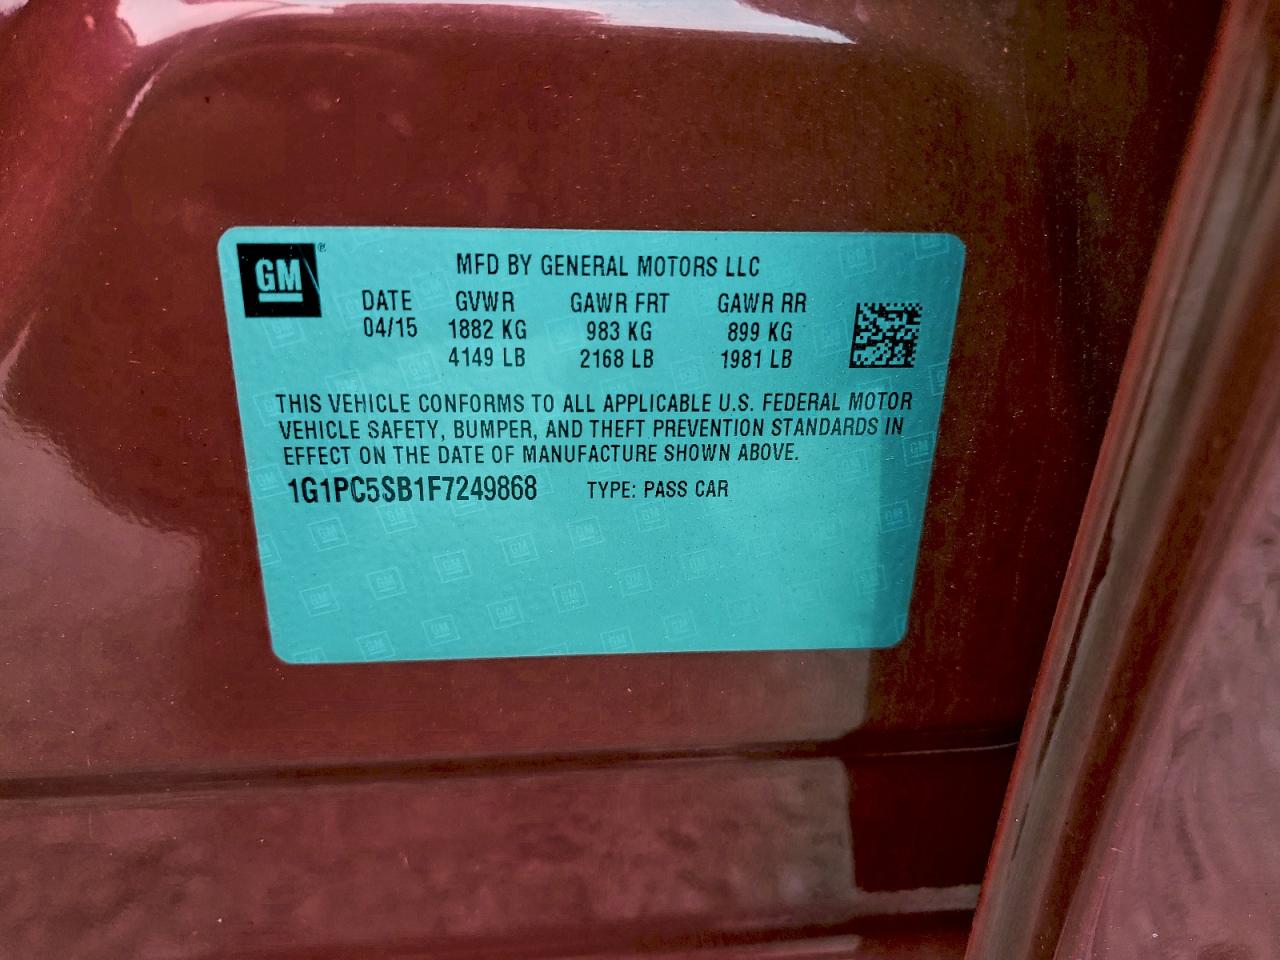 GM®
MFD BY GENERAL MOTORS LLC
DATE GVWR GAWR FRT GAWR RR
04/15 1882 KG 983 KG 899 KG
4149 LB 2168 LB 1981 LB
THIS VEHICLE CONFORMS TO ALL APPLICABLE U.S. FEDERAL MOTOR
VEHICLE SAFETY, BUMPER, AND THEFT PREVENTION STANDARDS IN
EFFECT ON THE DATE OF MANUFACTURE SHOWN ABOVE.
1G1PC5SB1F7249868 TYPE: PASS CAR